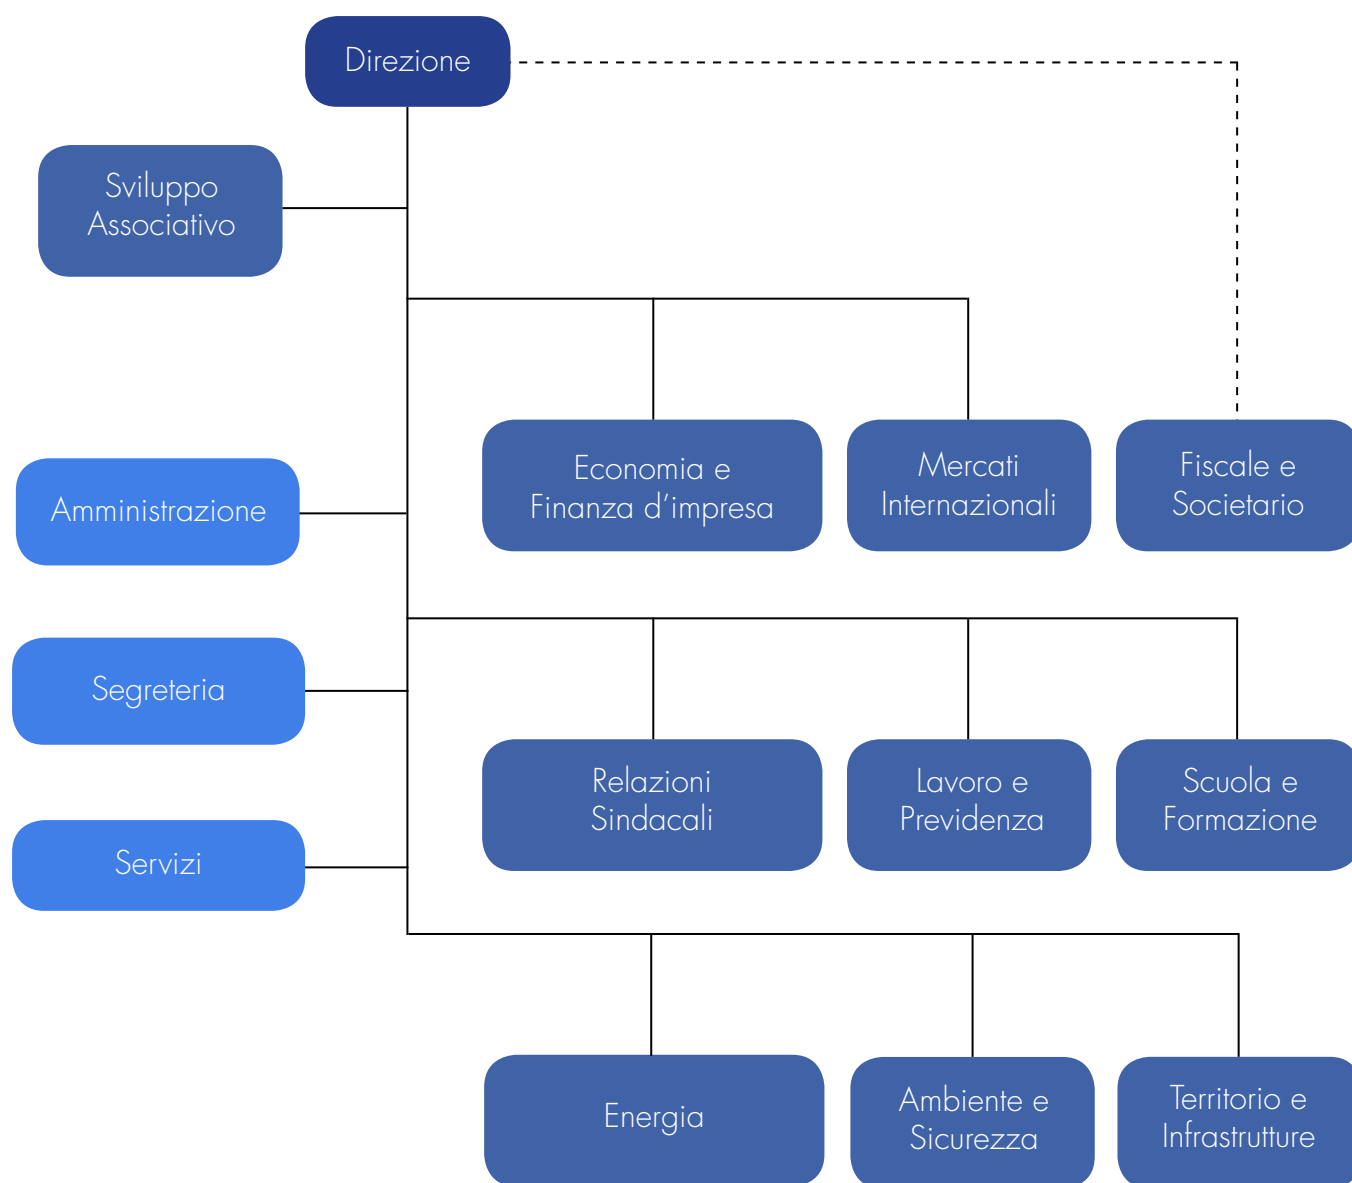 Direzione
Sviluppo
Associativo
Economia e
Finanza d’impresa
Mercati
Internazionali
Fiscale e
Societario
Amministrazione
Segreteria
Relazioni
Sindacali
Lavoro e
Previdenza
Scuola e
Formazione
Servizi
Energia
Ambiente e
Sicurezza
Territorio e
Infrastrutture